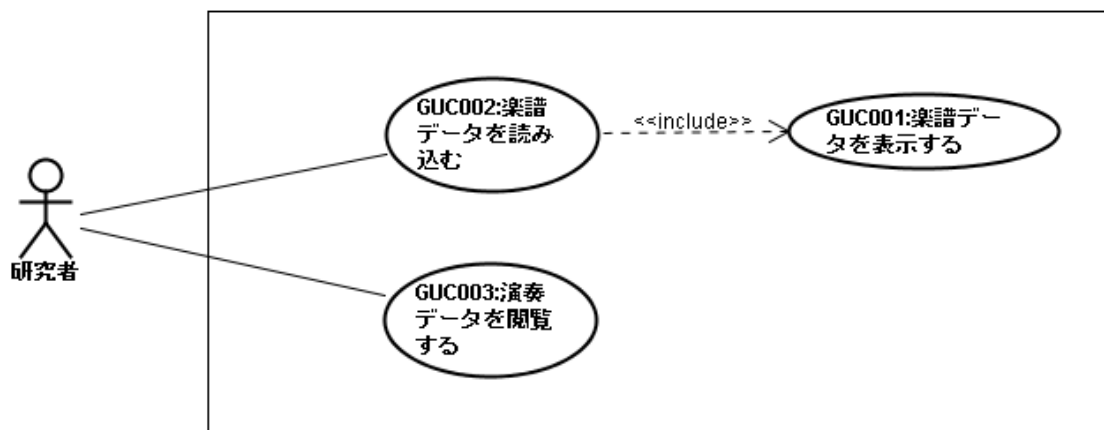 GUC002:楽譜
データを読み
込む
<<include>>
GUC001:楽譜デー
タを表示する
研究者
GUC003:演奏
データを閲覧
する